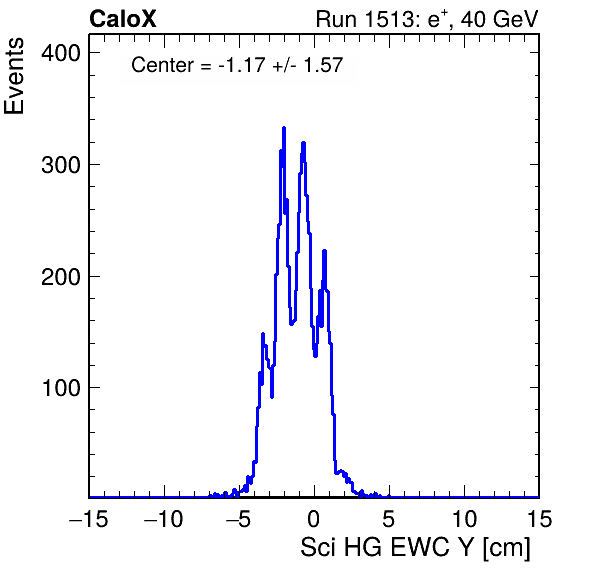 CaloX
Run 1513: e+, 40 GeV
Events
Center = -1.17 +/- 1.57
400
300
200
100
−15
−10
−5
0
5
10
15
Sci HG EWC Y [cm]